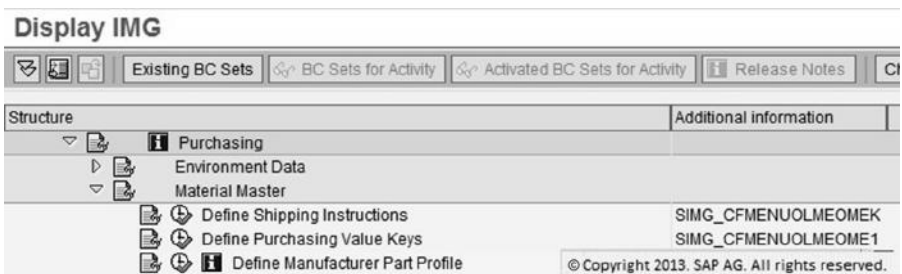 Display IMG
Existing BC Sets BC Sets for Activity Activated BC Sets for Activity Release Notes
Structure Additional information
Purchasing
Environment Data
Material Master
Define Shipping Instructions SIMG_CFMENUOLMEOMEK
Define Purchasing Value Keys SIMG_CFMENUOLMEOME1
Define Manufacturer Part Profile © Copyright 2013. SAP AG. All rights reserved.